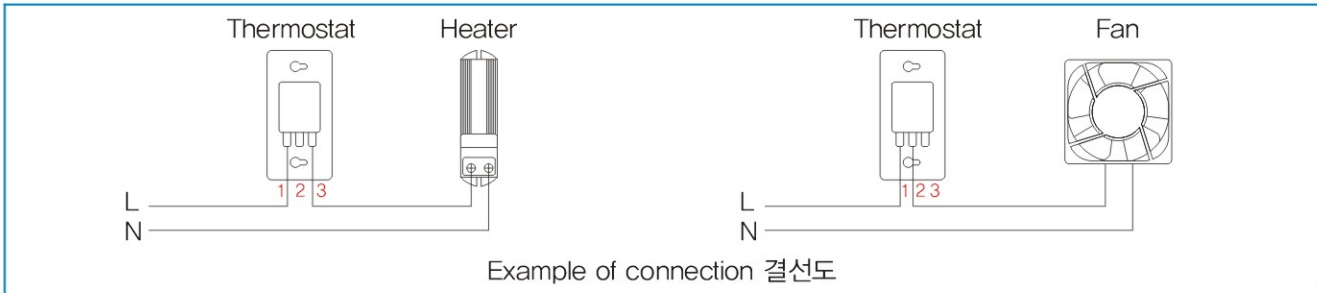 Thermostat Heater Thermostat Fan
1 2 3 1 2 3
L L
N N
Example of connection 결선도